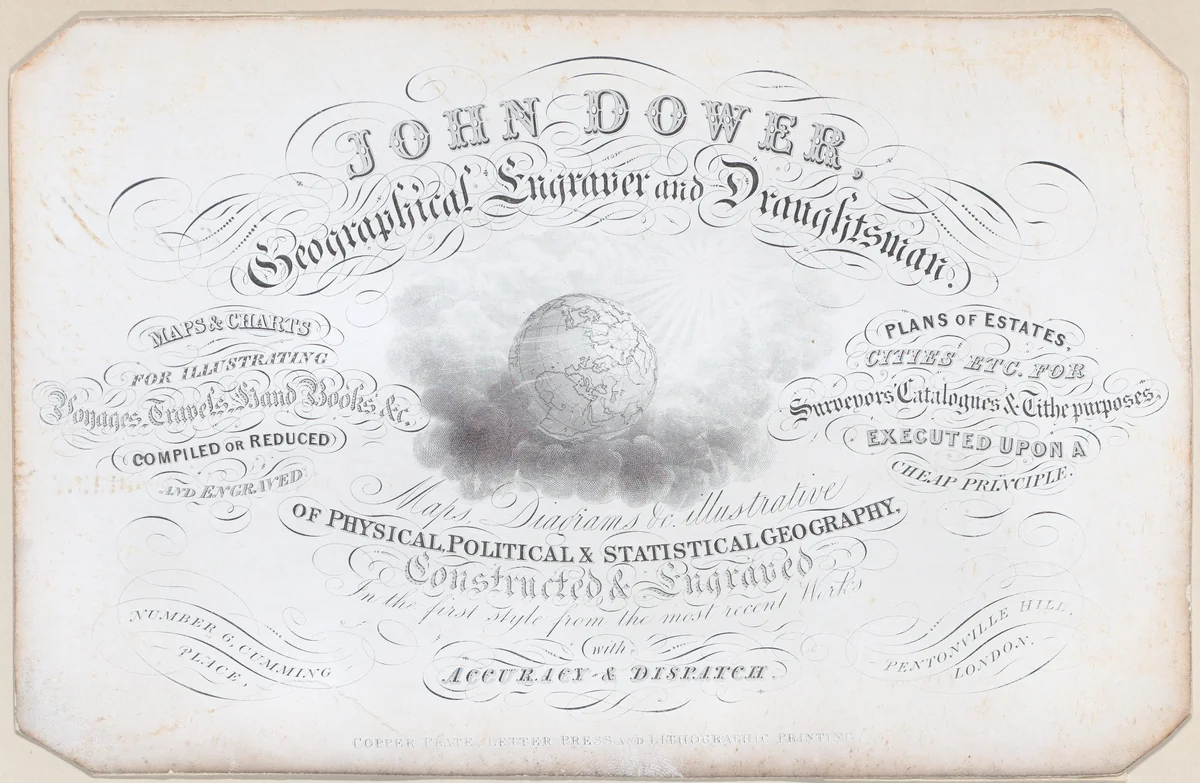 JOHN DOWER,
Geographical Engraver and Draughtsman.
MAPS & CHARTS
FOR ILLUSTRATING
Voyages, Travels, Hand Books, &c.
COMPILED OR REDUCED
AND ENGRAVED
PLANS OF ESTATES,
CITIES ETC. FOR
Surveyors' Catalogues & Tithe purposes,
EXECUTED UPON A
CHEAP PRINCIPLE.
Maps, Diagrams &c. illustrative
OF PHYSICAL, POLITICAL & STATISTICAL GEOGRAPHY,
Constructed & Engraved
In the first style from the most recent Works
with
ACCURACY & DISPATCH.
NUMBER 6, CUMMING
PLACE,
PENTONVILLE HILL,
LONDON.
COPPER PLATE, LETTER PRESS AND LITHOGRAPHIC PRINTING